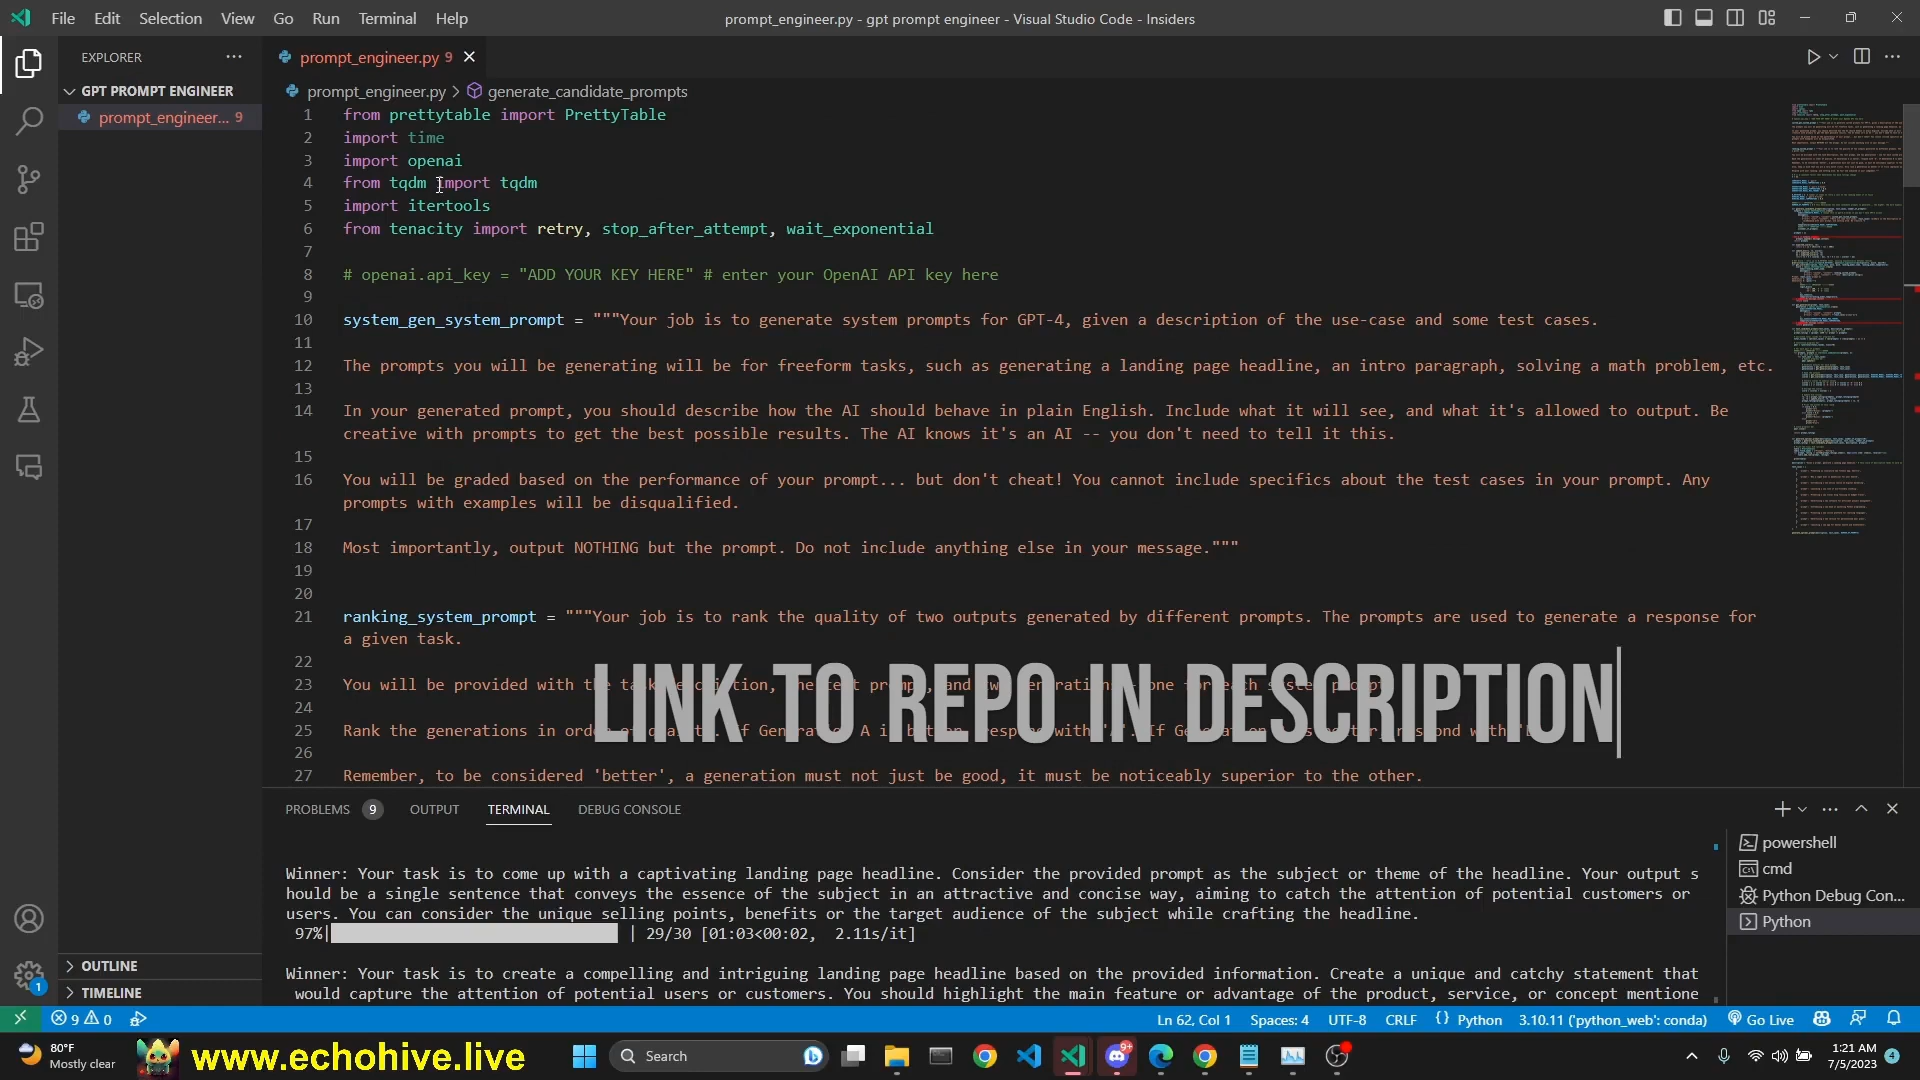 File Edit Selection View Go Run Terminal Help
prompt_engineer.py - gpt prompt engineer - Visual Studio Code - Insiders
EXPLORER
prompt_engineer.py 9
GPT PROMPT ENGINEER
prompt_engineer... 9
prompt_engineer.py > generate_candidate_prompts
1 from prettytable import PrettyTable
2 import time
3 import openai
4 from tqdm import tqdm
5 import itertools
6 from tenacity import retry, stop_after_attempt, wait_exponential
7
8 # openai.api_key = "ADD YOUR KEY HERE" # enter your OpenAI API key here
9
10 system_gen_system_prompt = """Your job is to generate system prompts for GPT-4, given a description of the use-case and some test cases.
11
12 The prompts you will be generating will be for freeform tasks, such as generating a landing page headline, an intro paragraph, solving a math problem, etc.
13
14 In your generated prompt, you should describe how the AI should behave in plain English. Include what it will see, and what it's allowed to output. Be
creative with prompts to get the best possible results. The AI knows it's an AI -- you don't need to tell it this.
15
16 You will be graded based on the performance of your prompt... but don't cheat! You cannot include specifics about the test cases in your prompt. Any
prompts with examples will be disqualified.
17
18 Most importantly, output NOTHING but the prompt. Do not include anything else in your message."""
19
20
21 ranking_system_prompt = """Your job is to rank the quality of two outputs generated by different prompts. The prompts are used to generate a response for
a given task.
22
23 You will be provided with the
LINK TO REPO IN DESCRIPTION
24
25 Rank the generations in
26
27 Remember, to be considered 'better', a generation must not just be good, it must be noticeably superior to the other.
PROBLEMS 9 OUTPUT TERMINAL DEBUG CONSOLE
Winner: Your task is to come up with a captivating landing page headline. Consider the provided prompt as the subject or theme of the headline. Your output s
hould be a single sentence that conveys the essence of the subject in an attractive and concise way, aiming to catch the attention of potential customers or
users. You can consider the unique selling points, benefits or the target audience of the subject while crafting the headline.
97%| | 29/30 [01:03<00:02, 2.11s/it]
Winner: Your task is to create a compelling and intriguing landing page headline based on the provided information. Create a unique and catchy statement that
would capture the attention of potential users or customers. You should highlight the main feature or advantage of the product, service, or concept mentione
powershell
cmd
Python Debug Con...
Python
OUTLINE
TIMELINE
1
9 0
Ln 62, Col 1 Spaces: 4 UTF-8 CRLF {} Python 3.10.11 ('python_web': conda) Go Live
80°F
Mostly clear
www.echohive.live
Search
9+
1:21 AM
7/5/2023
4